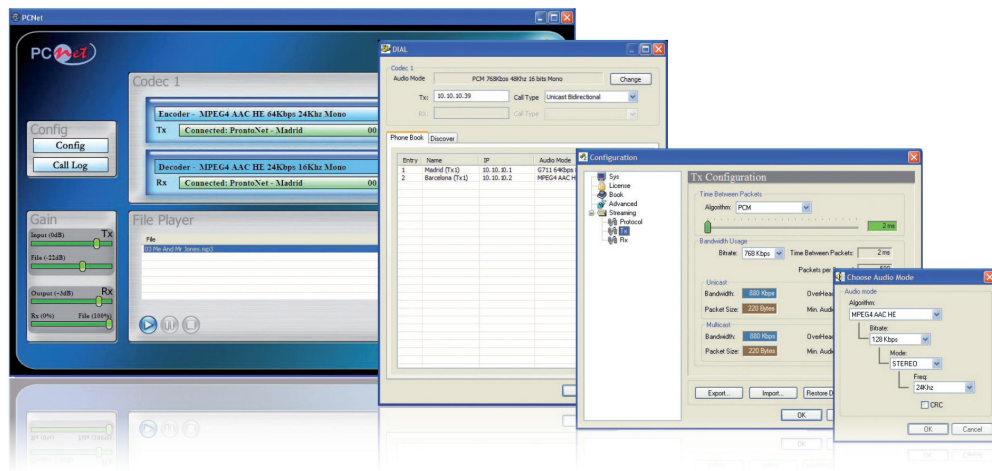 PCNet
PCnet
Config
Config
Call Log
Gain
Input (0dB) Tx
File (-22dB)
Output (-3dB) Rx
Rx (0%) File (100%)
Codec 1
Encoder - MPEG4 AAC HE 64Kbps 24Khz Mono
Tx Connected: ProntoNet - Madrid 00
Decoder - MPEG4 AAC HE 24Kbps 16Khz Mono
Rx Connected: ProntoNet - Madrid 00
File Player
File
03 Me And Mr Jones.mp3
DIAL
Codec 1
Audio Mode PCM 768Kbps 48Khz 16 bits Mono Change
Tx: 10.10.10.39 Call Type Unicast Bidirectional
RX: Call Type
Phone Book Discover
Entry Name IP Audio Mode
1 Madrid (Tx1) 10.10.10.1 G711 64Kbps
2 Barcelona (Tx1) 10.10.10.2 MPEG4 AAC H
Configuration
Sys
License
Book
Advanced
Streaming
Protocol
Tx
Rx
Tx Configuration
Time Between Packets
Algorithm: PCM
2 ms
Bandwidth Usage
Bitrate: 768 Kbps Time Between Packets: 2 ms
Packets per
Unicast
Bandwidth: 880 Kbps OverHea
Packet Size: 220 Bytes Min. Audi
Multicast
Bandwidth: 880 Kbps OverHea
Packet Size: 220 Bytes Min. Audi
Export... Import... Restore D
OK
Choose Audio Mode
Audio mode
Algorithm:
MPEG4 AAC HE
Bitrate:
128 Kbps
Mode:
STEREO
Freq:
24Khz
CRC
OK Cancel